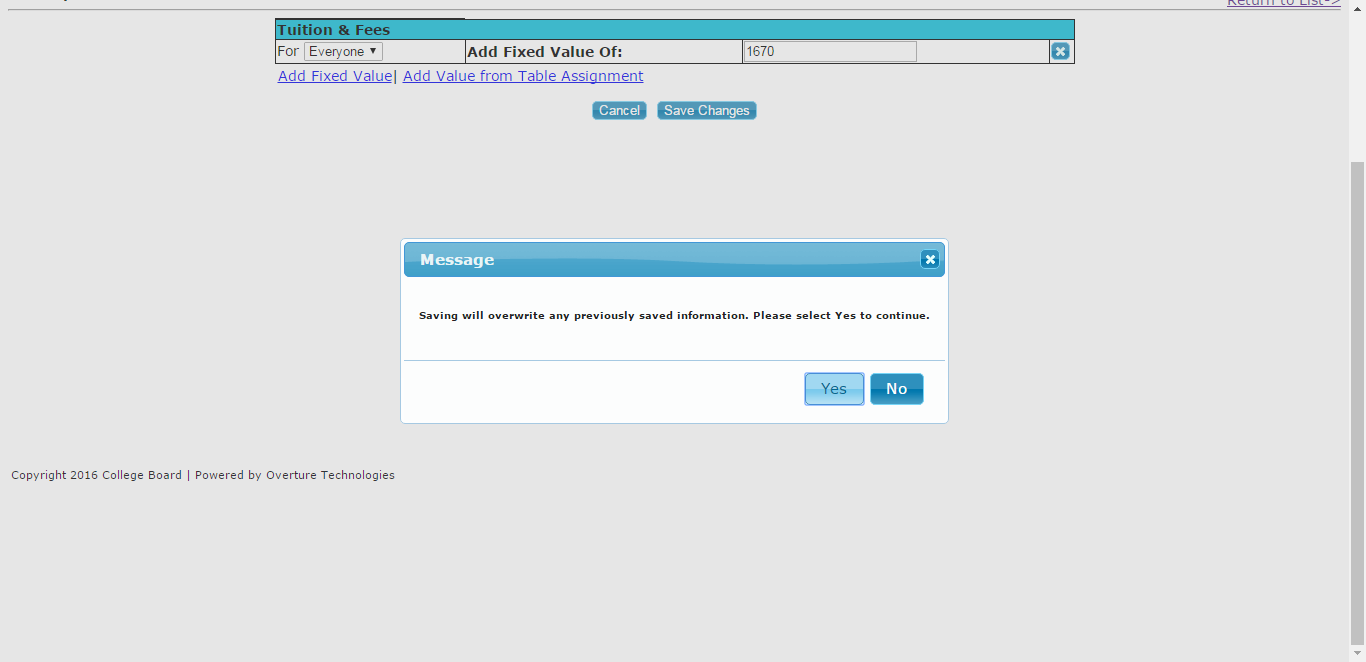 Return to List->
Tuition & Fees
For Everyone Add Fixed Value Of: 1670
Add Fixed Value| Add Value from Table Assignment
Cancel Save Changes
Message
Saving will overwrite any previously saved information. Please select Yes to continue.
Yes No
Copyright 2016 College Board | Powered by Overture Technologies